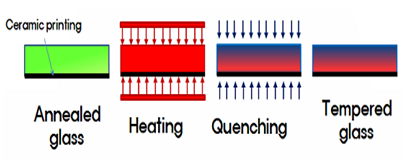 Ceramic printing
Annealed
glass
Heating
Quenching
Tempered
glass